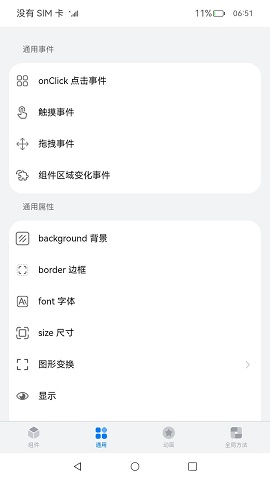 没有 SIM 卡 11% 06:51
通用事件
onClick 点击事件
触摸事件
拖拽事件
组件区域变化事件
通用属性
background 背景
border 边框
font 字体
size 尺寸
图形变换
显示
组件 通用 动画 全局方法